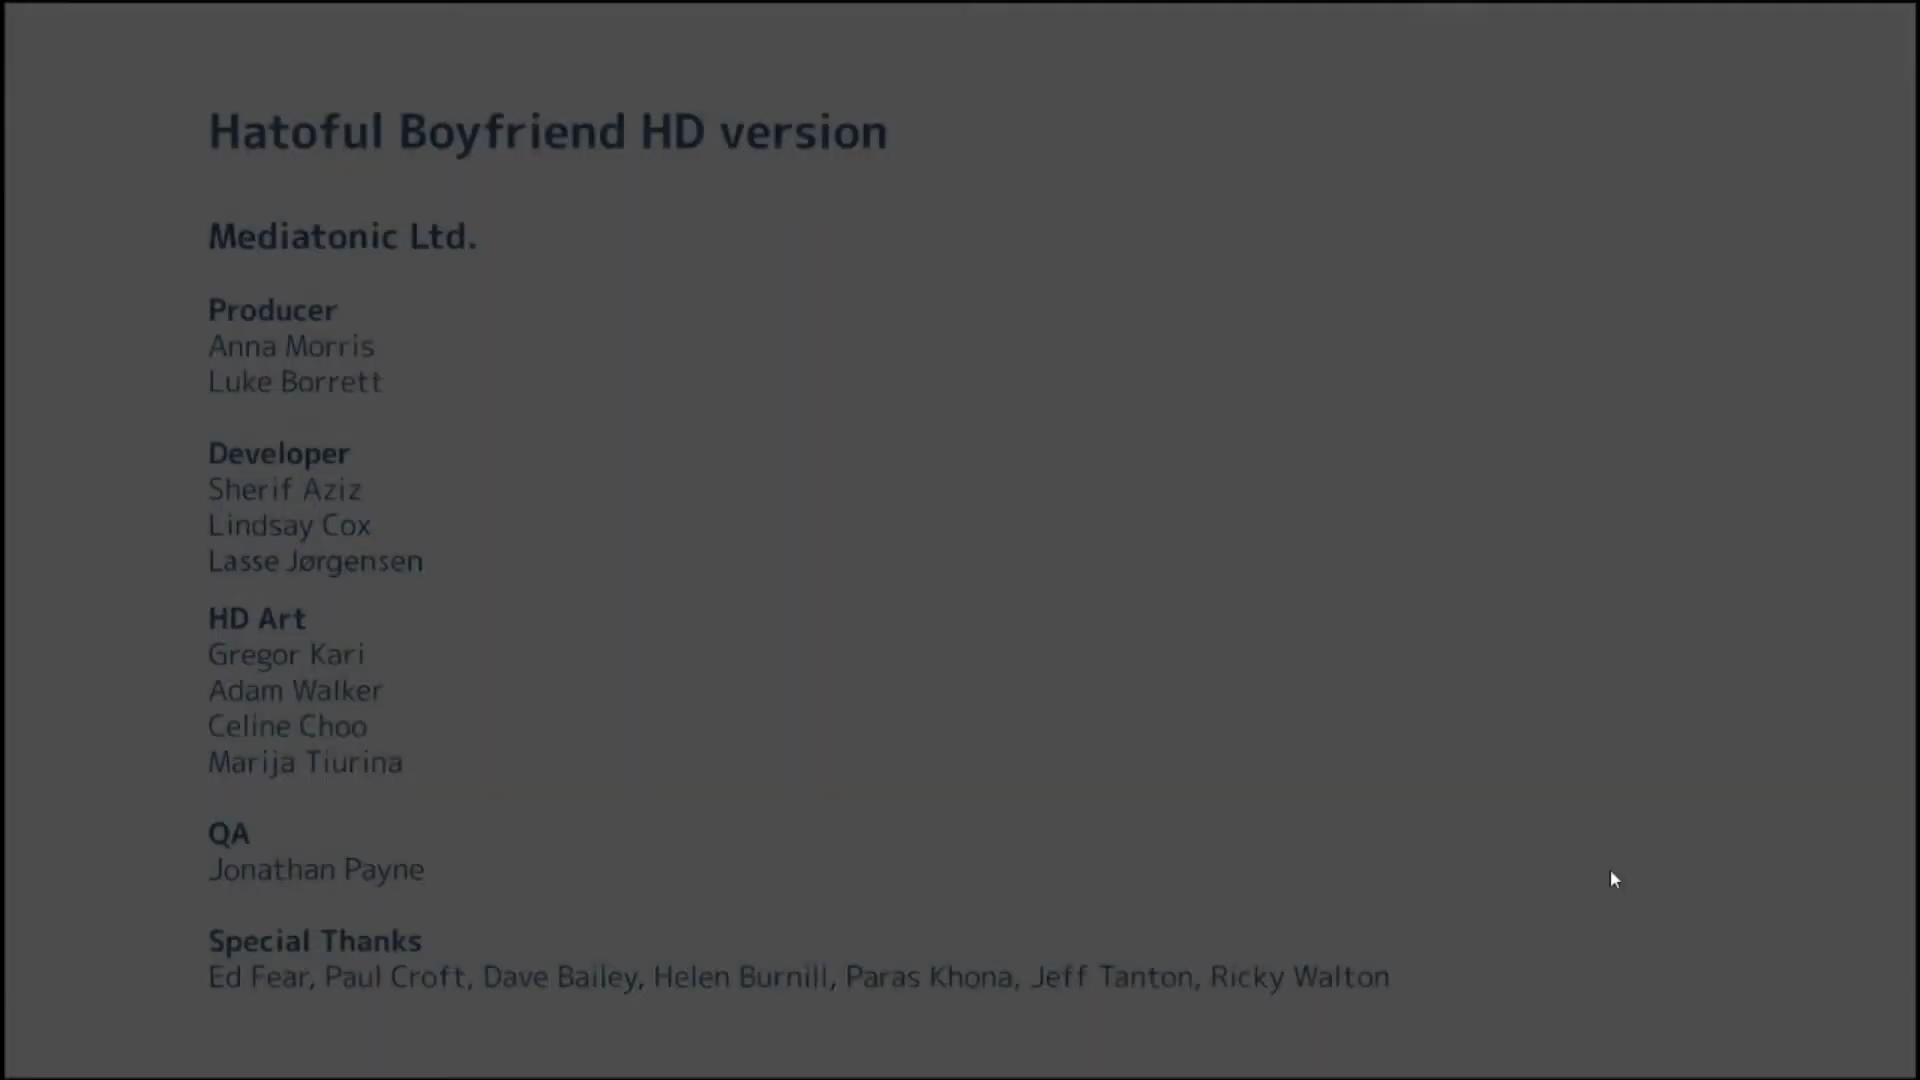 Hatoful Boyfriend HD version
Mediatonic Ltd.
Producer
Anna Morris
Luke Borrett
Developer
Sherif Aziz
Lindsay Cox
Lasse Jørgensen
HD Art
Gregor Kari
Adam Walker
Celine Choo
Marija Tiurina
QA
Jonathan Payne
Special Thanks
Ed Fear, Paul Croft, Dave Bailey, Helen Burnill, Paras Khona, Jeff Tanton, Ricky Walton